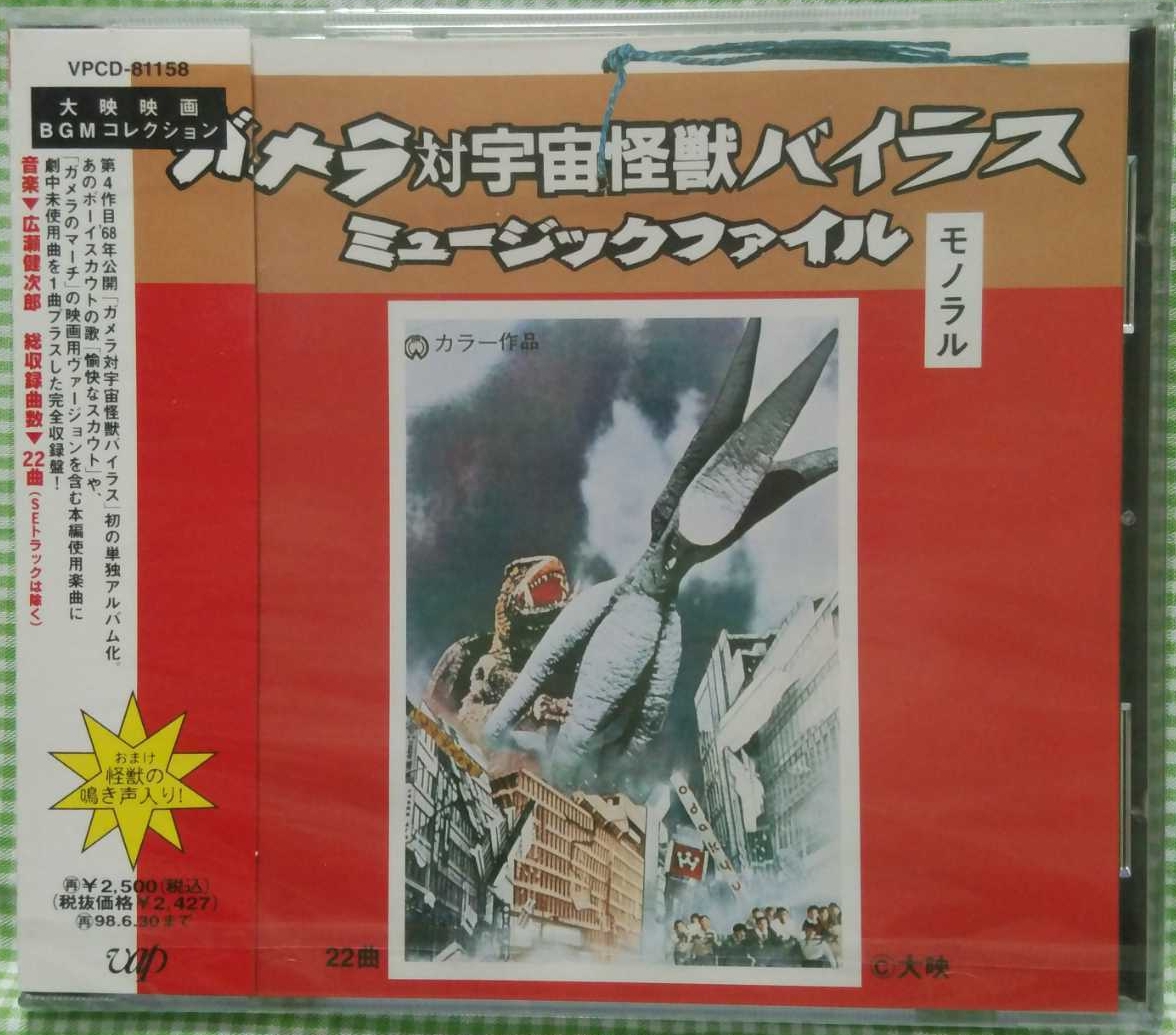 VPCD-81158
大映映画
BGMコレクション
第4作目'68年公開「ガメラ対宇宙怪獣バイラス」初の単独アルバム化。
あのボーイスカウトの歌「愉快なスカウト」や、
「ガメラのマーチ」の映画用ヴァージョンを含む本編使用楽曲に
劇中未使用曲を1曲プラスした完全収録盤!
音楽▼広瀬健次郎 総収録曲数▼22曲(SEトラックは除く)
おまけ
怪獣の
鳴き声入り!
再¥2,500(税込)
(税抜価格¥2,427)
再98.6.30まで
vap
ガメラ対宇宙怪獣バイラス
ミュージックファイル
モノラル
カラー作品
odakyu
22曲
©大映